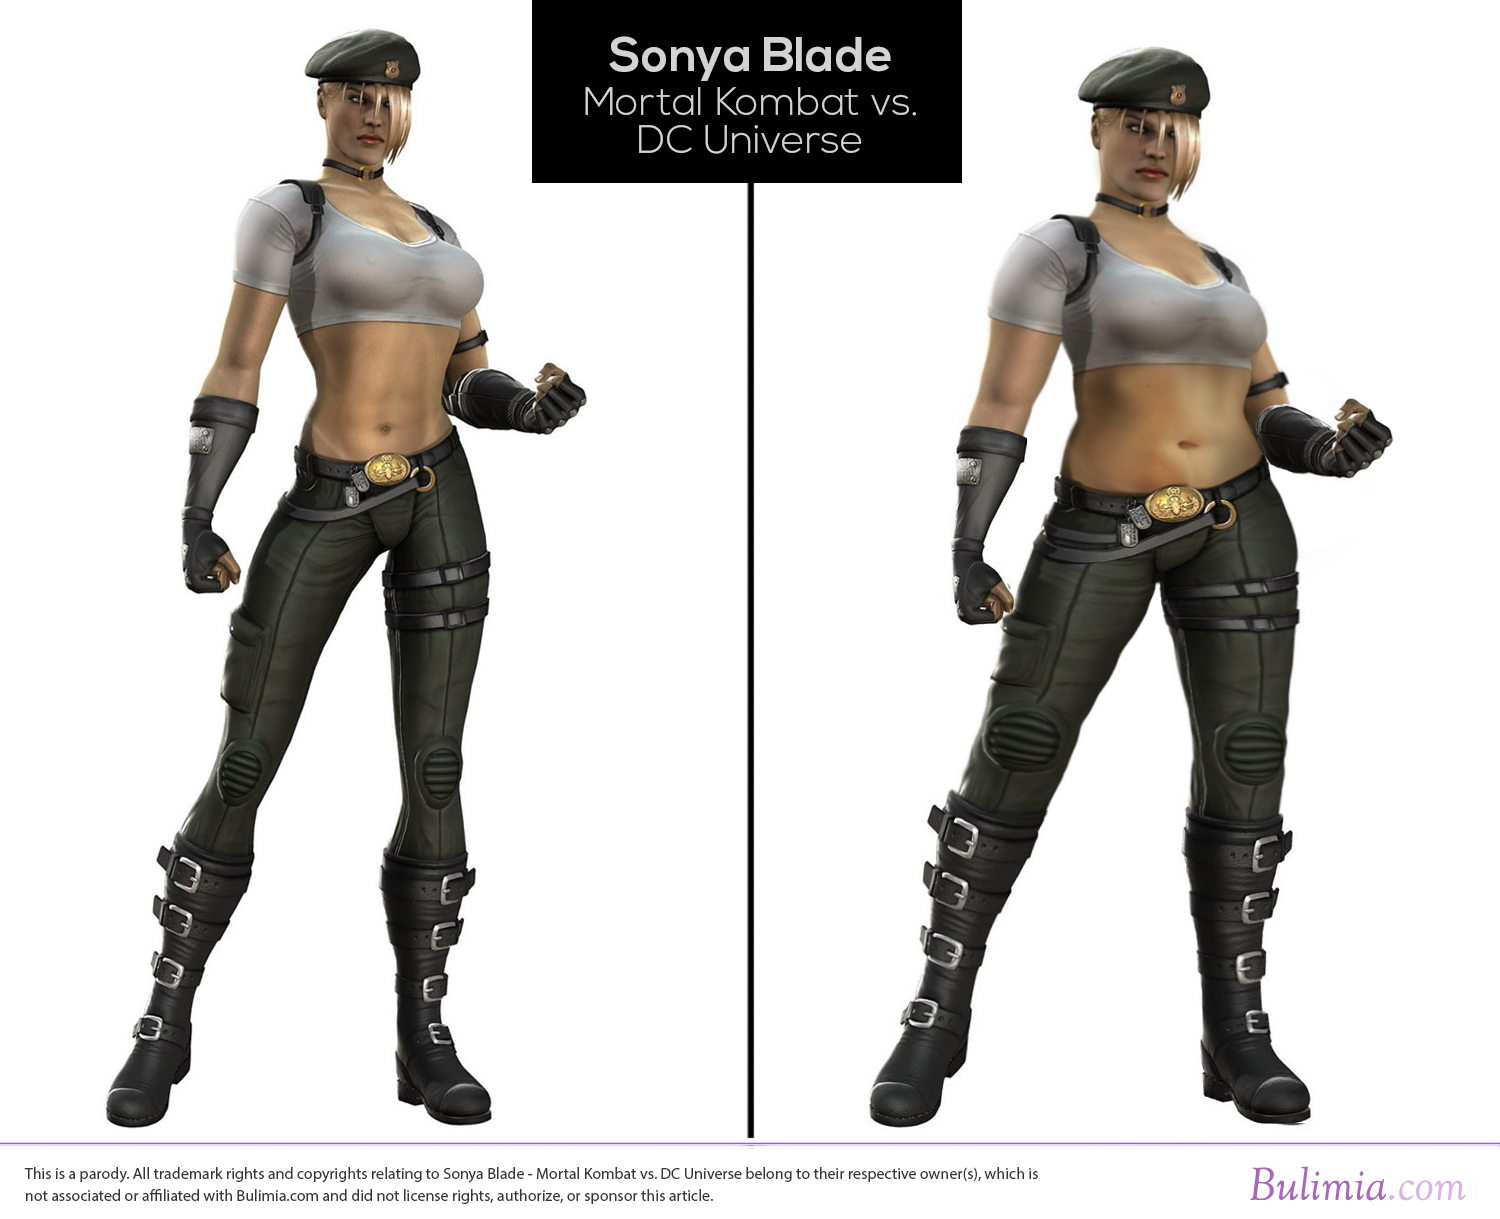 Sonya Blade
Mortal Kombat vs.
DC Universe
This is a parody. All trademark rights and copyrights relating to Sonya Blade - Mortal Kombat vs. DC Universe belong to their respective owner(s), which is
not associated or affiliated with Bulimia.com and did not license rights, authorize, or sponsor this article.
Bulimia.com